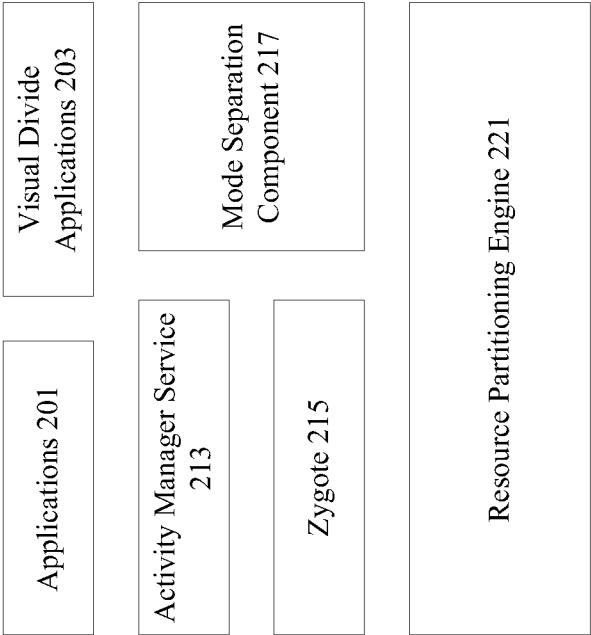 Applications 201
Visual Divide
Applications 203
Activity Manager Service
213
Mode Separation
Component 217
Zygote 215
Resource Partitioning Engine 221